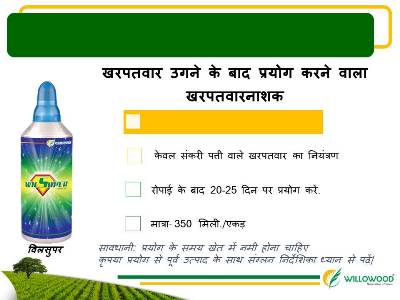 खरपतवार उगने के बाद प्रयोग करने वाला
खरपतवारनाशक
केवल संकरी पत्ती वाले खरपतवार का नियंत्रण
रोपाई के बाद 20-25 दिन पर प्रयोग करे.
मात्रा- 350 मिली./एकड़
विलसुपर
सावधानी: प्रयोग के समय खेत में नमी होना चाहिए
कृपया प्रयोग से पूर्व उत्पाद के साथ संग्लन निर्देशिका ध्यान से पढें|
WILLOWOOD